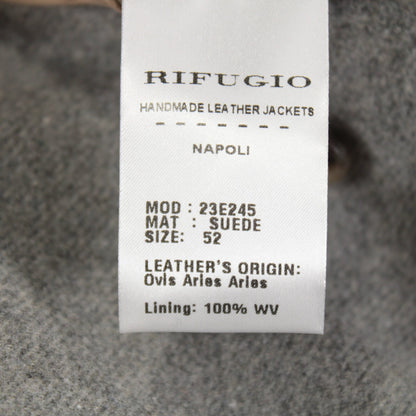 RIFUGIO
HANDMADE LEATHER JACKETS
-------
NAPOLI
MOD : 23E245
MAT : SUEDE
SIZE: 52
LEATHER'S ORIGIN:
Ovis Aries Aries
Lining: 100% WV